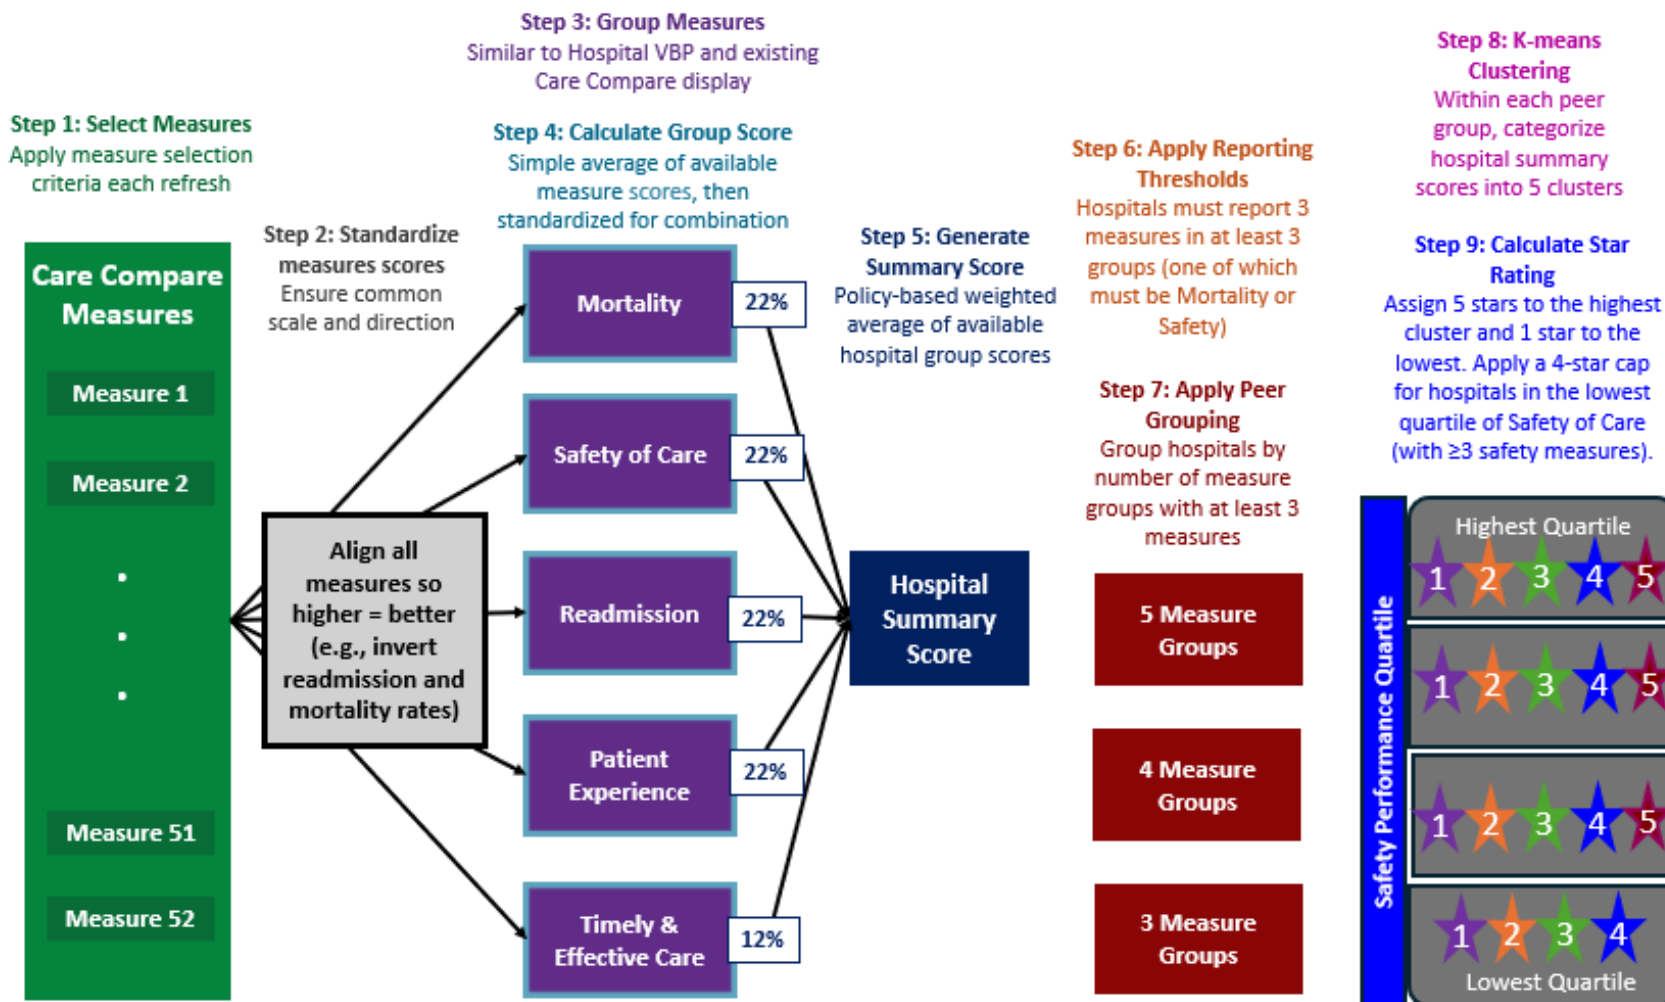 Step 1: Select Measures
Apply measure selection
criteria each refresh
Care Compare
Measures
Measure 1
Measure 2
Measure 51
Measure 52
Step 2: Standardize
measures scores
Ensure common
scale and direction
Align all
measures so
higher = better
(e.g., invert
readmission and
mortality rates)
Step 3: Group Measures
Similar to Hospital VBP and existing
Care Compare display
Step 4: Calculate Group Score
Simple average of available
measure scores, then
standardized for combination
Mortality
22%
Safety of Care
22%
Readmission
22%
Patient
Experience
22%
Timely &
Effective Care
12%
Step 5: Generate
Summary Score
Policy-based weighted
average of available
hospital group scores
Hospital
Summary
Score
Step 6: Apply Reporting
Thresholds
Hospitals must report 3
measures in at least 3
groups (one of which
must be Mortality or
Safety)
Step 7: Apply Peer
Grouping
Group hospitals by
number of measure
groups with at least 3
measures
5 Measure
Groups
4 Measure
Groups
3 Measure
Groups
Step 8: K-means
Clustering
Within each peer
group, categorize
hospital summary
scores into 5 clusters
Step 9: Calculate Star
Rating
Assign 5 stars to the highest
cluster and 1 star to the
lowest. Apply a 4-star cap
for hospitals in the lowest
quartile of Safety of Care
(with ≥3 safety measures).
Safety Performance Quartile
Highest Quartile
1 2 3 4 5
1 2 3 4 5
1 2 3 4 5
1 2 3 4
Lowest Quartile